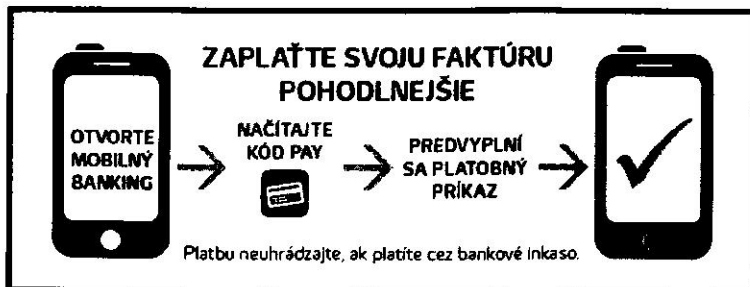 ZAPLAŤTE SVOJU FAKTÚRU
POHODLNEJŠIE
OTVORTE
MOBILNÝ
BANKING
NAČÍTAJTE
KÓD PAY
PREDVYPLNÍ
SA PLATOBNÝ
PRÍKAZ
Platbu neuhrádzajte, ak platíte cez bankové inkaso.